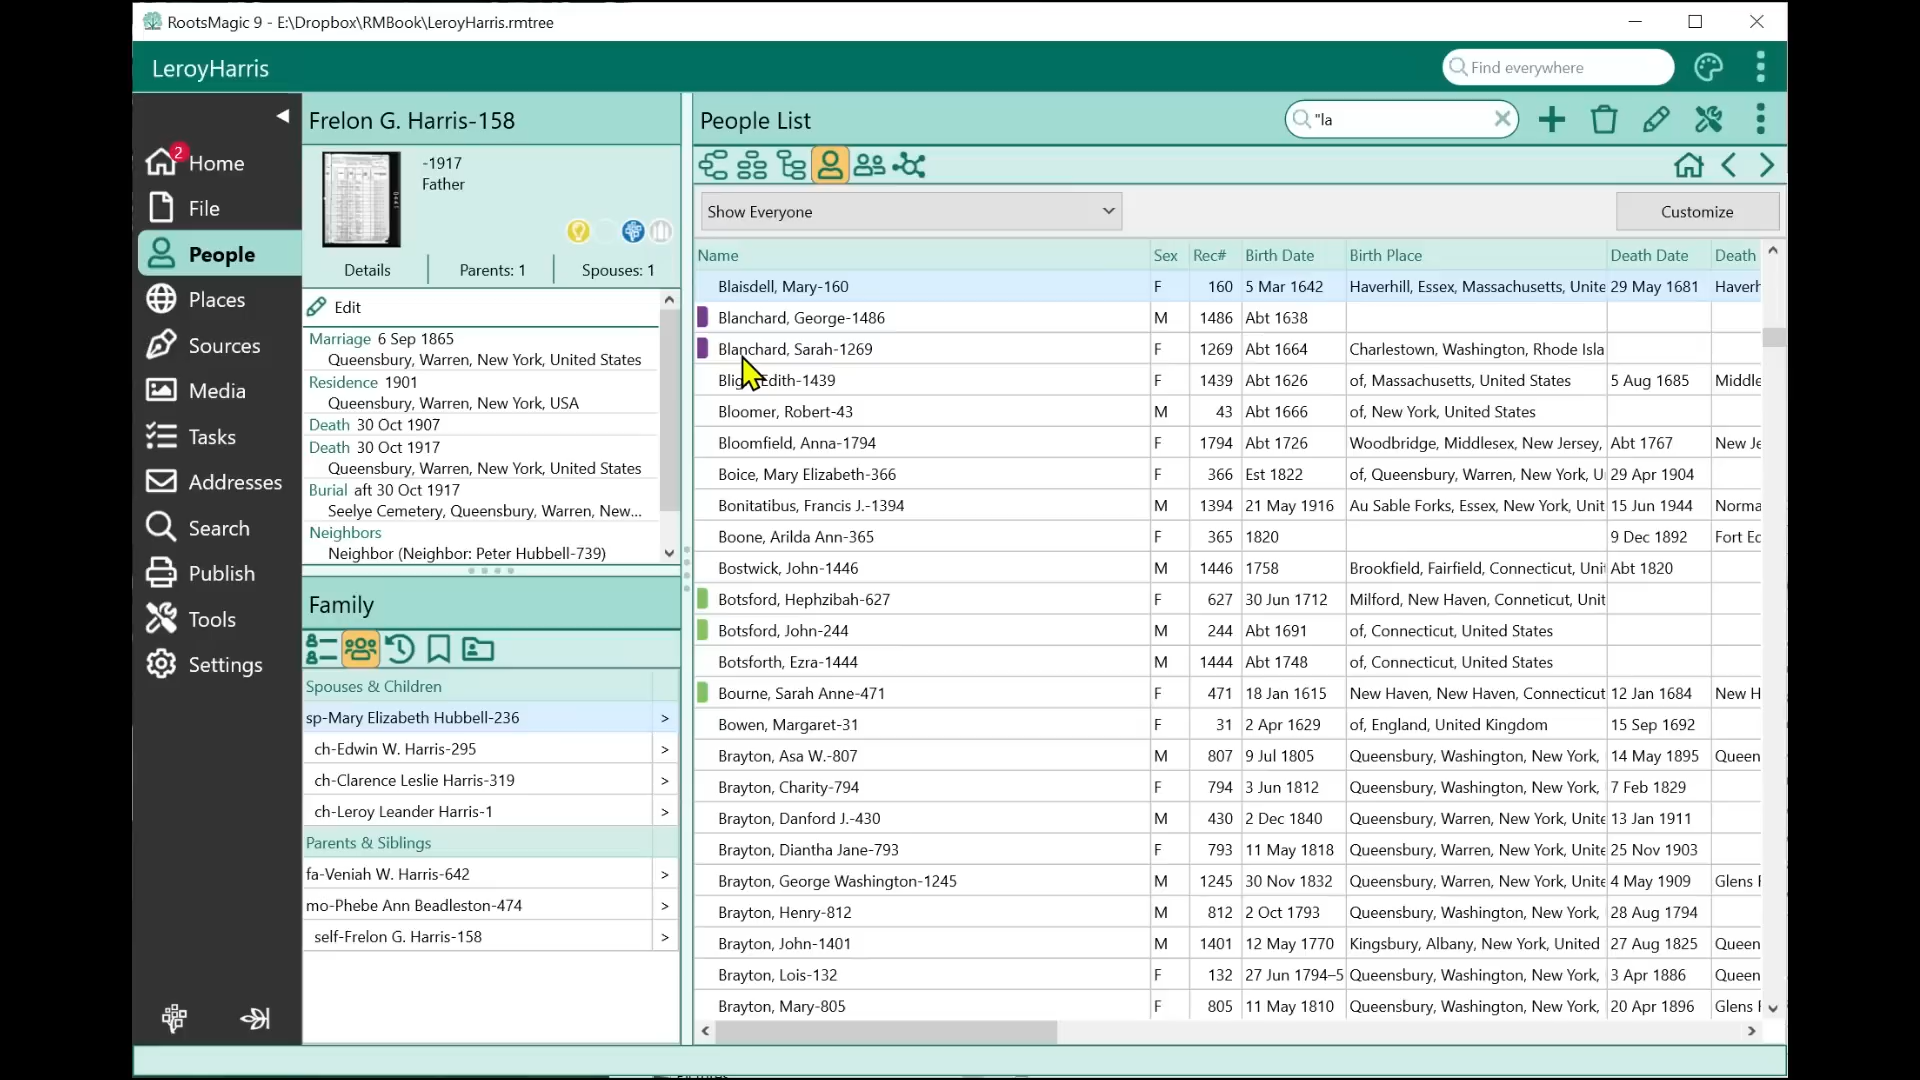 RootsMagic 9 - E:\Dropbox\RMBook\LeroyHarris.rmtree
LeroyHarris
Find everywhere
2
Home
File
People
Places
Sources
Media
Tasks
Addresses
Search
Publish
Tools
Settings
Frelon G. Harris-158
-1917
Father
Details
Parents: 1
Spouses: 1
Edit
Marriage 6 Sep 1865
Queensbury, Warren, New York, United States
Residence 1901
Queensbury, Warren, New York, USA
Death 30 Oct 1907
Death 30 Oct 1917
Queensbury, Warren, New York, United States
Burial aft 30 Oct 1917
Seelye Cemetery, Queensbury, Warren, New...
Neighbors
Neighbor (Neighbor: Peter Hubbell-739)
Family
Spouses & Children
sp-Mary Elizabeth Hubbell-236 >
ch-Edwin W. Harris-295 >
ch-Clarence Leslie Harris-319 >
ch-Leroy Leander Harris-1 >
Parents & Siblings
fa-Veniah W. Harris-642 >
mo-Phebe Ann Beadleston-474 >
self-Frelon G. Harris-158 >
People List
"la
Show Everyone
Customize
Name Sex Rec# Birth Date Birth Place Death Date Death
Blaisdell, Mary-160 F 160 5 Mar 1642 Haverhill, Essex, Massachusetts, Unite 29 May 1681 Haverh
Blanchard, George-1486 M 1486 Abt 1638
Blanchard, Sarah-1269 F 1269 Abt 1664 Charlestown, Washington, Rhode Isla
Edith-1439 F 1439 Abt 1626 of, Massachusetts, United States 5 Aug 1685 Middle
Bloomer, Robert-43 M 43 Abt 1666 of, New York, United States
Bloomfield, Anna-1794 F 1794 Abt 1726 Woodbridge, Middlesex, New Jersey, Abt 1767 New Je
Boice, Mary Elizabeth-366 F 366 Est 1822 of, Queensbury, Warren, New York, U 29 Apr 1904
Bonitatibus, Francis J.-1394 M 1394 21 May 1916 Au Sable Forks, Essex, New York, Unit 15 Jun 1944 Norma
Boone, Arilda Ann-365 F 365 1820 9 Dec 1892 Fort Ed
Bostwick, John-1446 M 1446 1758 Brookfield, Fairfield, Connecticut, Uni Abt 1820
Botsford, Hephzibah-627 F 627 30 Jun 1712 Milford, New Haven, Conneticut, Unit
Botsford, John-244 M 244 Abt 1691 of, Connecticut, United States
Botsforth, Ezra-1444 M 1444 Abt 1748 of, Connecticut, United States
Bourne, Sarah Anne-471 F 471 18 Jan 1615 New Haven, New Haven, Connecticut 12 Jan 1684 New H
Bowen, Margaret-31 F 31 2 Apr 1629 of, England, United Kingdom 15 Sep 1692
Brayton, Asa W.-807 M 807 9 Jul 1805 Queensbury, Washington, New York, 14 May 1895 Queen
Brayton, Charity-794 F 794 3 Jun 1812 Queensbury, Washington, New York, 7 Feb 1829
Brayton, Danford J.-430 M 430 2 Dec 1840 Queensbury, Warren, New York, Unite 13 Jan 1911
Brayton, Diantha Jane-793 F 793 11 May 1818 Queensbury, Warren, New York, Unite 25 Nov 1903
Brayton, George Washington-1245 M 1245 30 Nov 1832 Queensbury, Warren, New York, Unite 4 May 1909 Glens F
Brayton, Henry-812 M 812 2 Oct 1793 Queensbury, Washington, New York, 28 Aug 1794
Brayton, John-1401 M 1401 12 May 1770 Kingsbury, Albany, New York, United 27 Aug 1825 Queen
Brayton, Lois-132 F 132 27 Jun 1794–5 Queensbury, Washington, New York, 3 Apr 1886 Queen
Brayton, Mary-805 F 805 11 May 1810 Queensbury, Washington, New York, 20 Apr 1896 Glens F